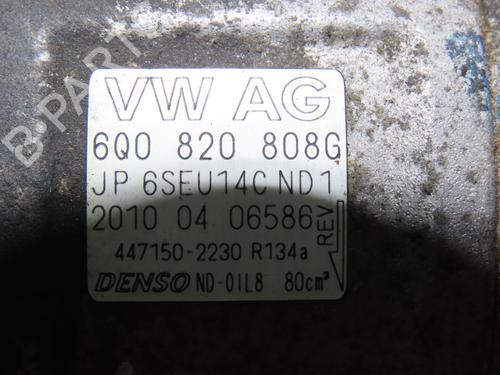 VW AG
6Q0 820 808G
JP 6SEU14C ND1
2010 04 06586
REV
447150-2230 R134a
DENSO ND-OIL8 80cm³
B-PARTS